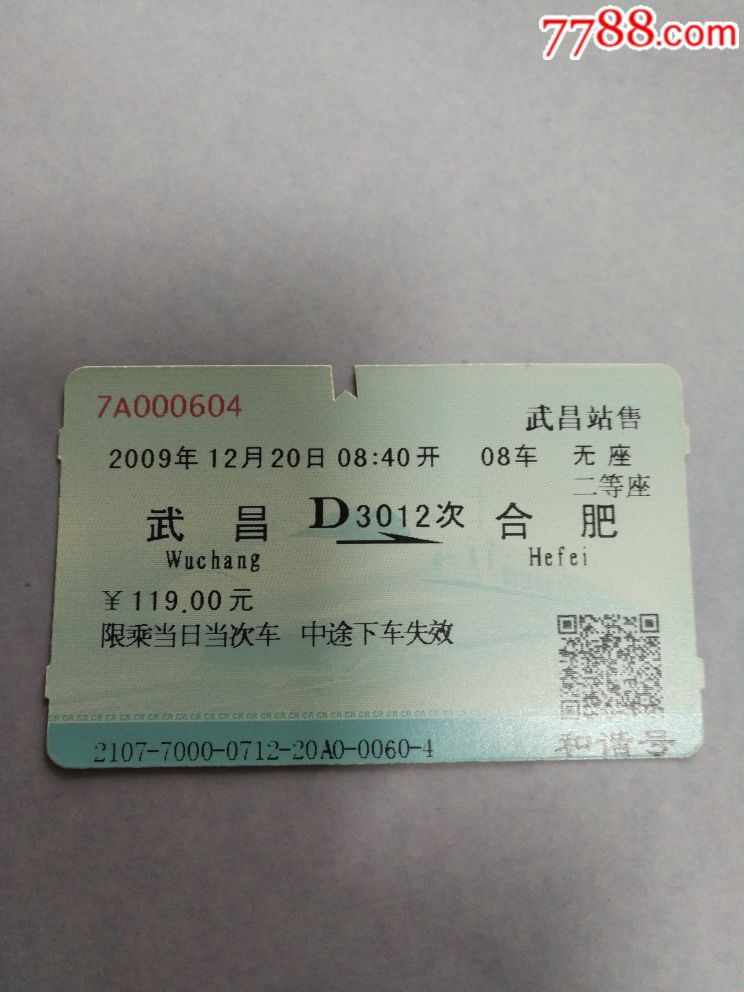 7788.com
7A000604
武昌站售
2009年12月20日08:40开 08车 无座
二等座
武昌 D3012次 合肥
Wuchang Hefei
￥119.00元
限乘当日当次车 中途下车失效
2107-7000-0712-20A0-0060-4 和谐号